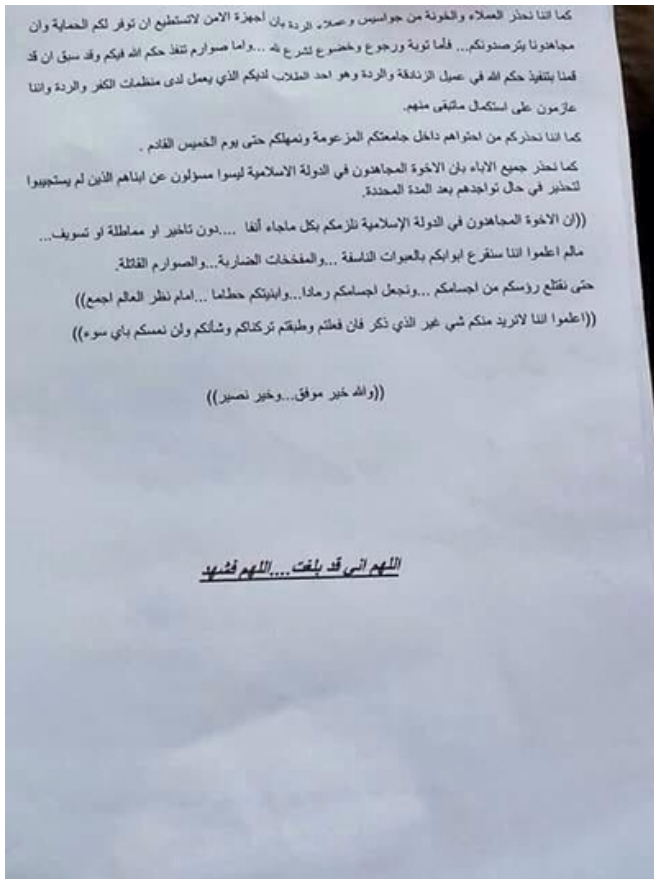 كما اننا نحذر العملاء والخونة من جواسيس وعملاء الردة بان اجهزة الامن لاتستطيع ان توفر لكم الحماية وان
مجاهدونا يترصدونكم... فأما توبة ورجوع وخضوع لشرع لله ...واما صوارم تنفذ حكم الله فيكم وقد سبق ان قد
قمنا بتنفيذ حكم الله في عميل الزنادقة والردة وهو احد الطلاب لديكم الذي يعمل لدى منظمات الكفر والردة واننا
عازمون على استكمال ماتبقى منهم.
كما اننا نحذركم من احتواهم داخل جامعتكم المزعومة ونمهلكم حتى يوم الخميس القادم .
كما نحذر جميع الاباء بان الاخوة المجاهدون في الدولة الاسلامية ليسوا مسؤلون عن ابناهم الذين لم يستجيبوا
لتحذير في حال تواجدهم بعد المدة المحددة.
((ان الاخوة المجاهدون في الدولة الإسلامية نلزمكم بكل ماجاء أنفا ....دون تاخير او مماطلة او تسويف...
مالم اعلموا اننا سنقرع ابوابكم بالعبوات الناسفة ...والمفخخات الضاربة...والصوارم القاتلة.
حتى نقتلع رؤسكم من اجسامكم ...ونجعل اجسامكم رمادا...وابنيتكم حطاما ...امام نظر العالم اجمع))
((اعلموا اننا لانريد منكم شي غير الذي ذكر فان فعلتم وطبقتم تركناكم وشأنكم ولن نمسكم باي سوء))
((والله خير موفق...وخير نصير))
اللهم اني قد بلغت....اللهم فشهد